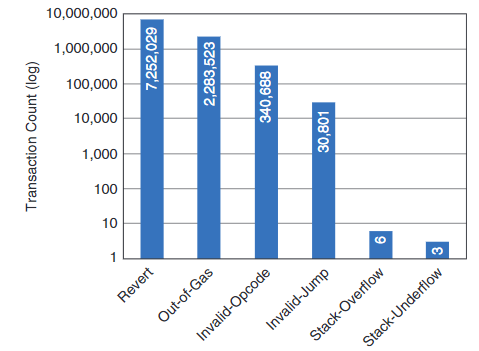 Transaction Count (log)
10,000,000
1,000,000
100,000
10,000
1,000
100
10
1
7,252,029
2,283,523
340,688
30,801
6
3
Revert
Out-of-Gas
Invalid-Opcode
Invalid-Jump
Stack-Overflow
Stack-Underflow